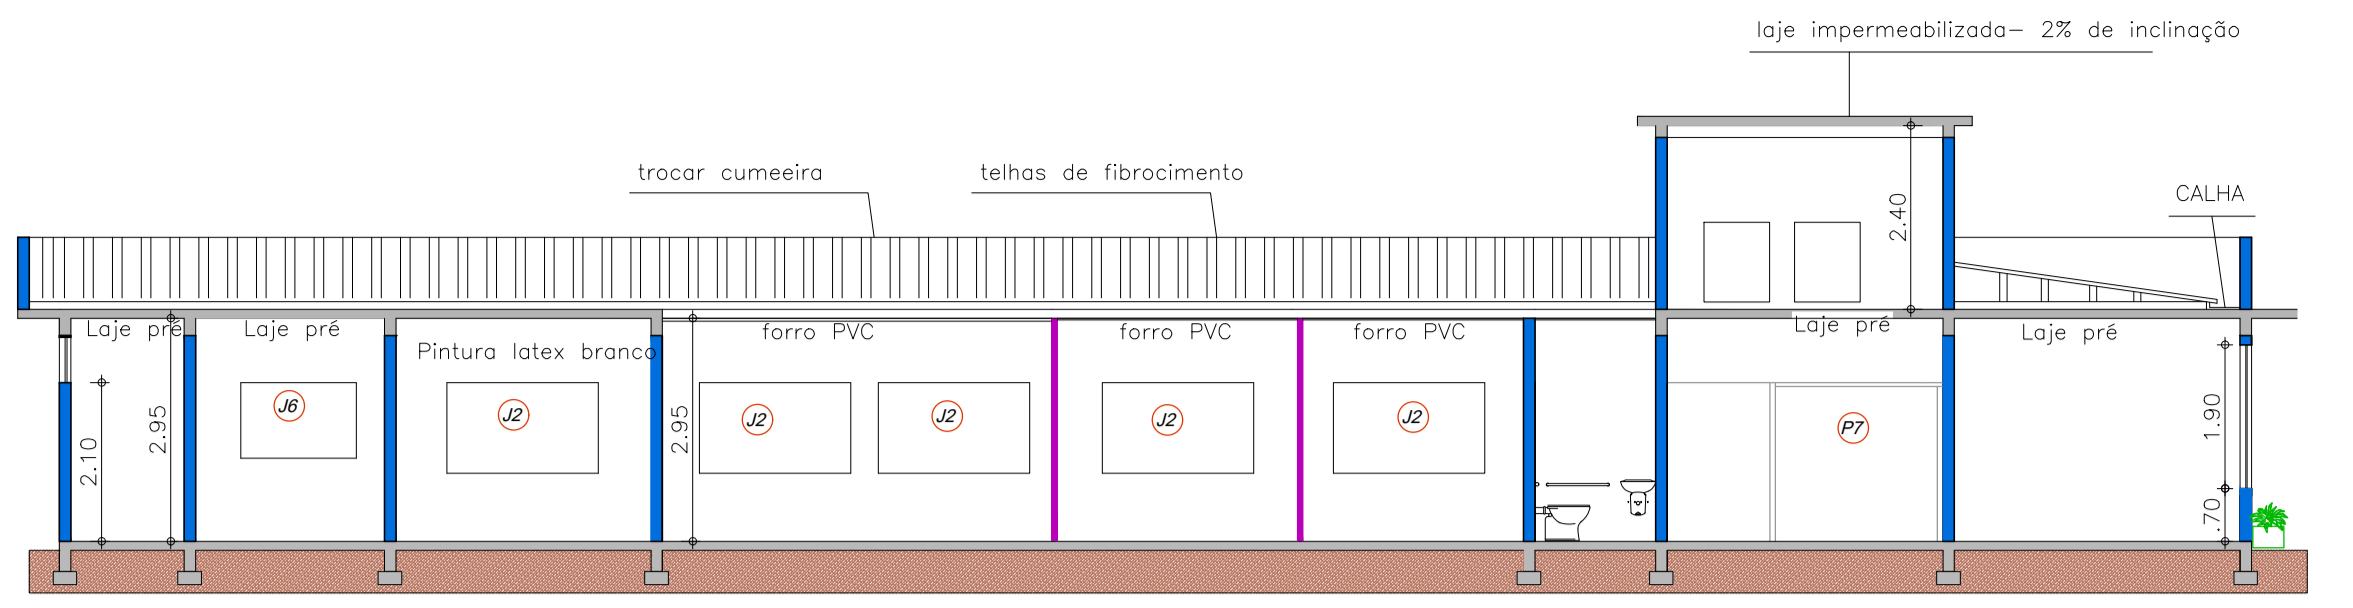 laje impermeabilizada- 2% de inclinação
trocar cumeeira
telhas de fibrocimento
CALHA
2.40
Laje pré
Laje pré
Pintura latex branco
forro PVC
forro PVC
forro PVC
Laje pré
Laje pré
2.10
2.95
J6
J2
2.95
J2
J2
J2
J2
P7
1.90
.70